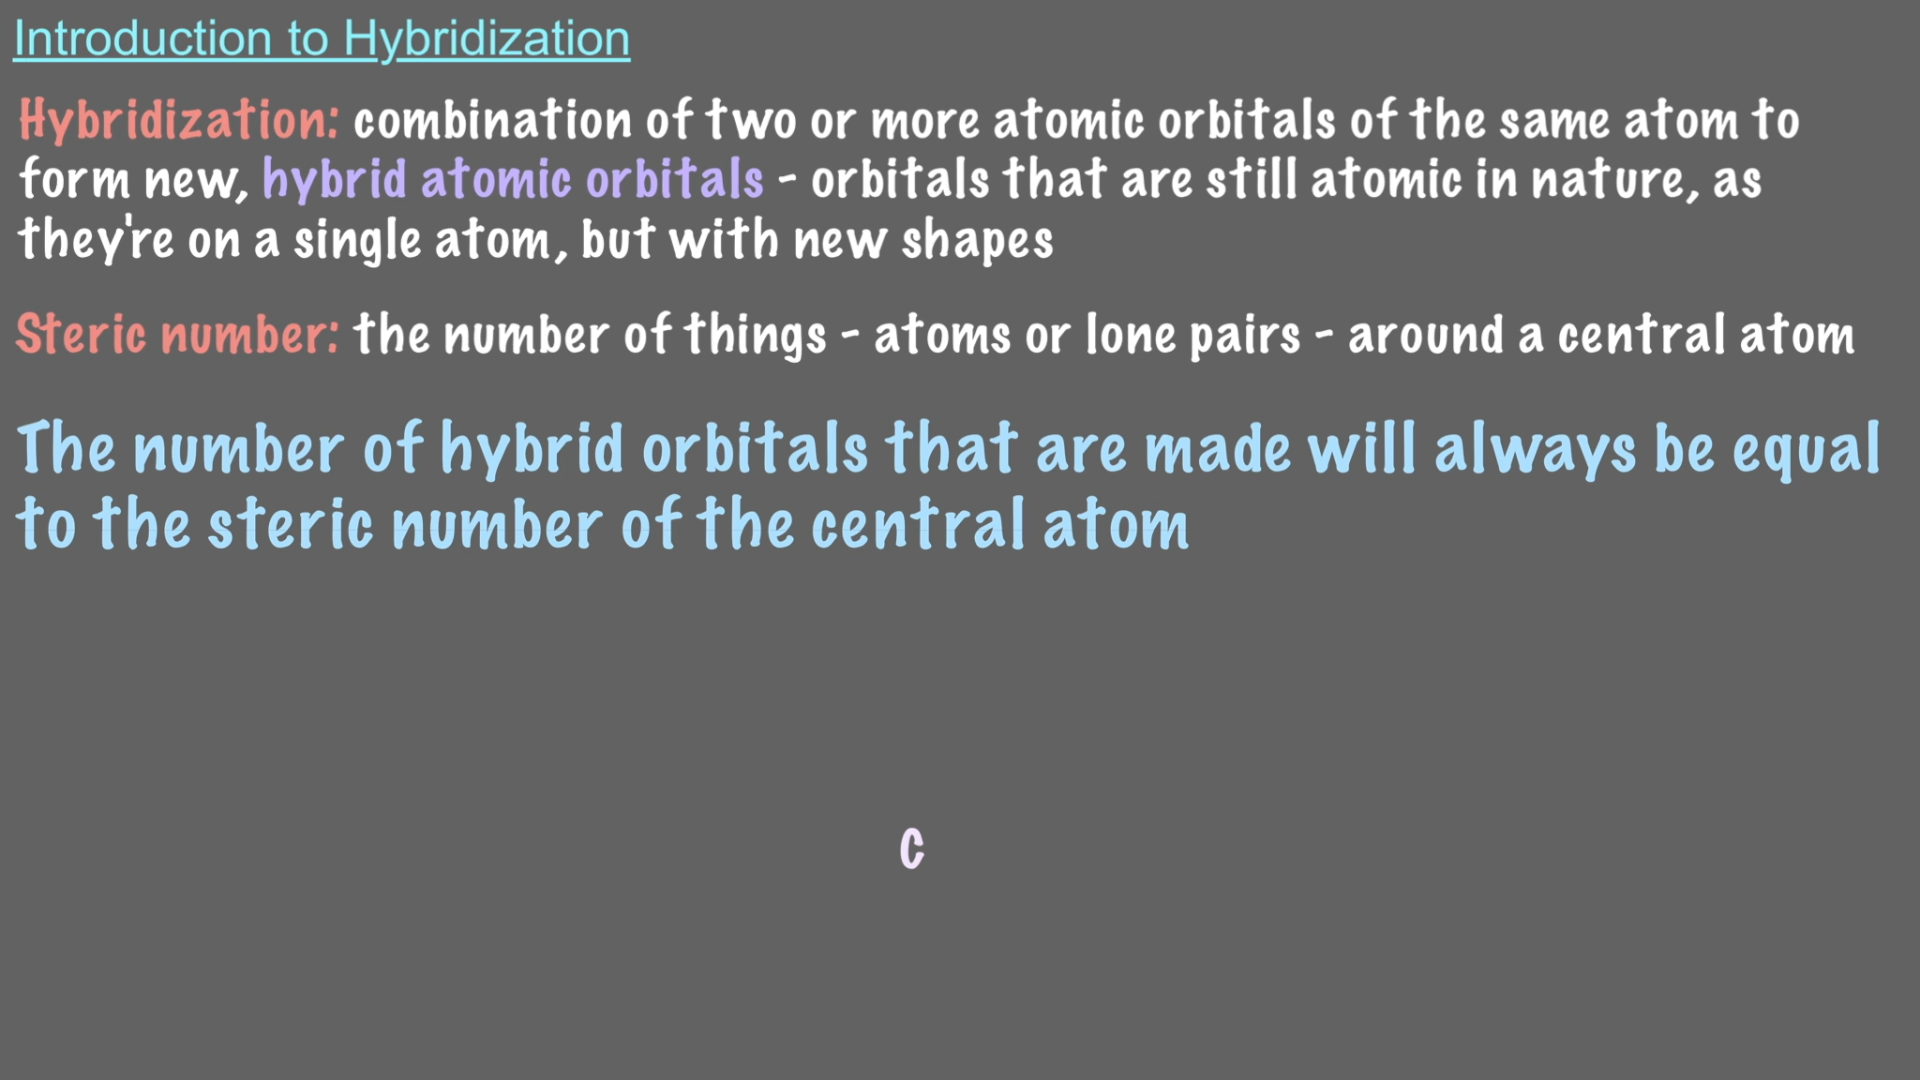 Introduction to Hybridization
Hybridization: combination of two or more atomic orbitals of the same atom to
form new, hybrid atomic orbitals - orbitals that are still atomic in nature, as
they're on a single atom, but with new shapes
Steric number: the number of things - atoms or lone pairs - around a central atom
The number of hybrid orbitals that are made will always be equal
to the steric number of the central atom
C